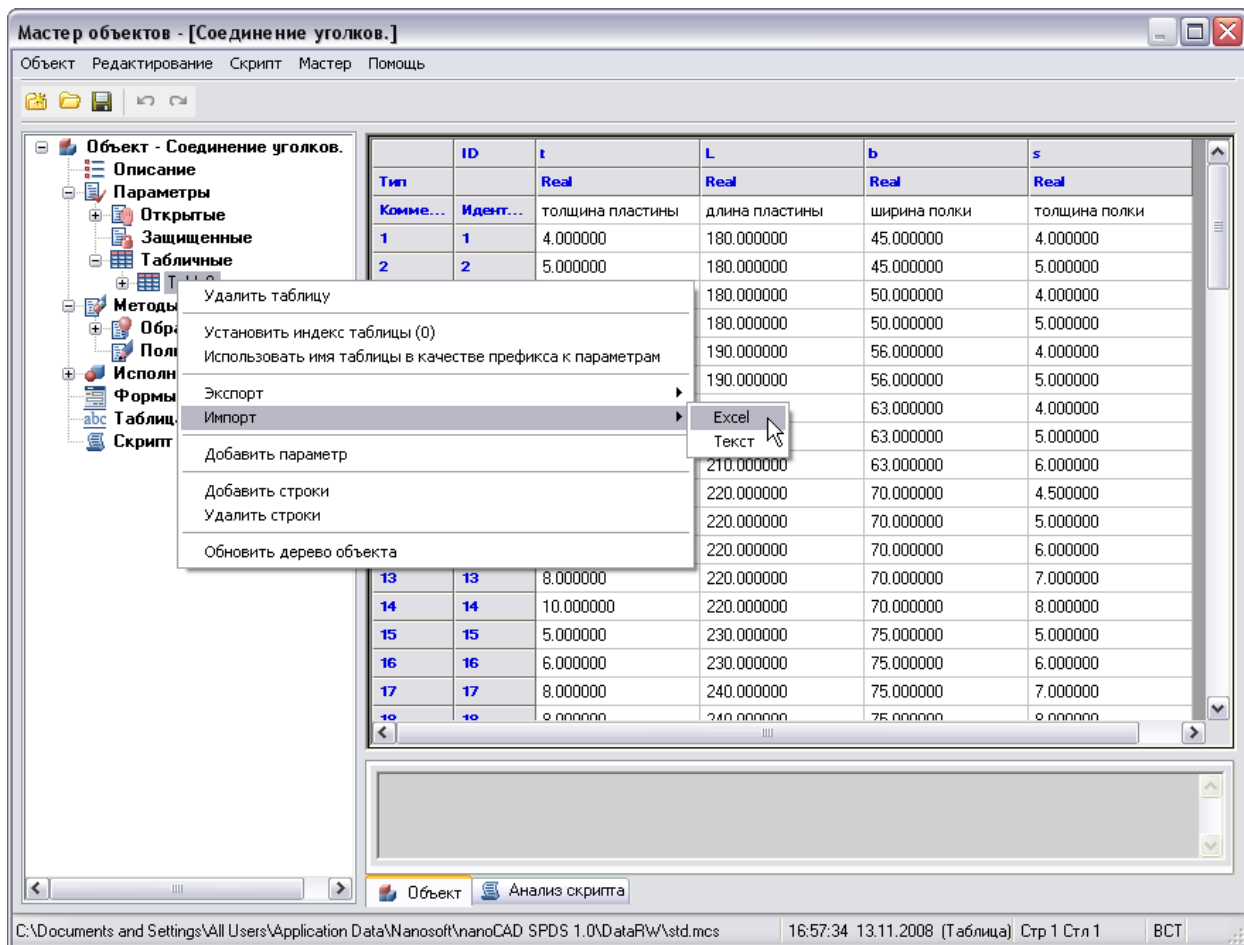 Мастер объектов - [Соединение уголков.]
Объект Редактирование Скрипт Мастер Помощь
Объект - Соединение уголков.
Описание
Параметры
Открытые
Защищенные
Табличные
Методы
Исполн
Формы
abc Таблиц
Скрипт
Удалить таблицу
Установить индекс таблицы (0)
Использовать имя таблицы в качестве префикса к параметрам
Экспорт
Импорт
Добавить параметр
Добавить строки
Удалить строки
Обновить дерево объекта
Excel
Текст
ID t L b s
Тип Real Real Real Real
Комме... Идент... толщина пластины длина пластины ширина полки толщина полки
1 1 4.000000 180.000000 45.000000 4.000000
2 2 5.000000 180.000000 45.000000 5.000000
180.000000 50.000000 4.000000
180.000000 50.000000 5.000000
190.000000 56.000000 4.000000
190.000000 56.000000 5.000000
63.000000 4.000000
63.000000 5.000000
210.000000 63.000000 6.000000
220.000000 70.000000 4.500000
220.000000 70.000000 5.000000
220.000000 70.000000 6.000000
13 13 8.000000 220.000000 70.000000 7.000000
14 14 10.000000 220.000000 70.000000 8.000000
15 15 5.000000 230.000000 75.000000 5.000000
16 16 6.000000 230.000000 75.000000 6.000000
17 17 8.000000 240.000000 75.000000 7.000000
Объект Анализ скрипта
C:\Documents and Settings\All Users\Application Data\Nanosoft\nanoCAD SPDS 1.0\DataRW\std.mcs 16:57:34 13.11.2008 (Таблица) Стр 1 Стл 1 ВСТ